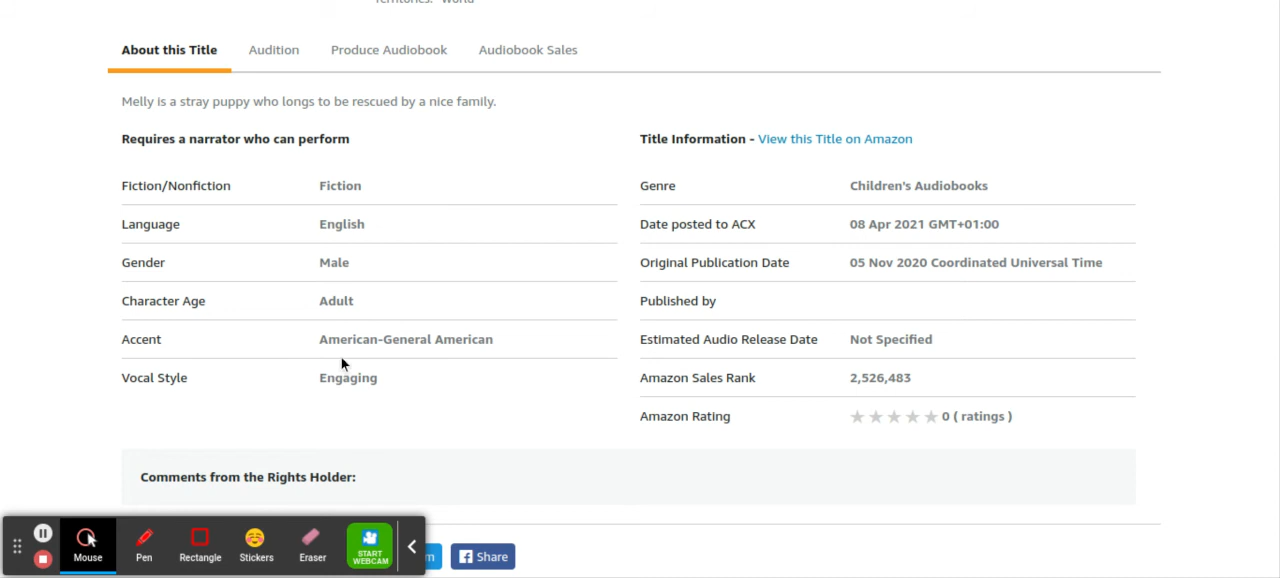 About this Title Audition Produce Audiobook Audiobook Sales
Melly is a stray puppy who longs to be rescued by a nice family.
Requires a narrator who can perform
Fiction/Nonfiction Fiction
Language English
Gender Male
Character Age Adult
Accent American-General American
Vocal Style Engaging
Title Information - View this Title on Amazon
Genre Children's Audiobooks
Date posted to ACX 08 Apr 2021 GMT+01:00
Original Publication Date 05 Nov 2020 Coordinated Universal Time
Published by
Estimated Audio Release Date Not Specified
Amazon Sales Rank 2,526,483
Amazon Rating 0 ( ratings )
Comments from the Rights Holder:
Mouse Pen Rectangle Stickers Eraser START WEBCAM
Share